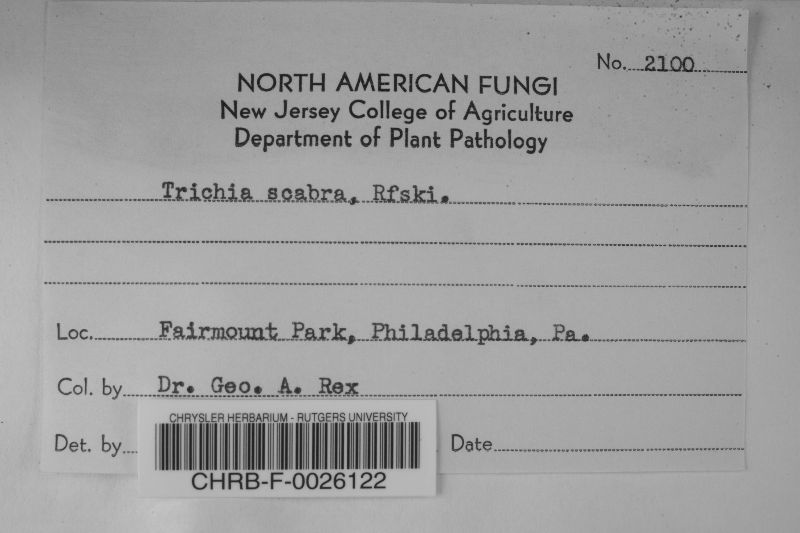 No. 2100
NORTH AMERICAN FUNGI
New Jersey College of Agriculture
Department of Plant Pathology
Trichia scabra, Rfski.
Loc. Fairmount Park, Philadelphia, Pa.
Col. by Dr. Geo. A. Rex
Det. by
Date
CHRYSLER HERBARIUM - RUTGERS UNIVERSITY
CHRB-F-0026122